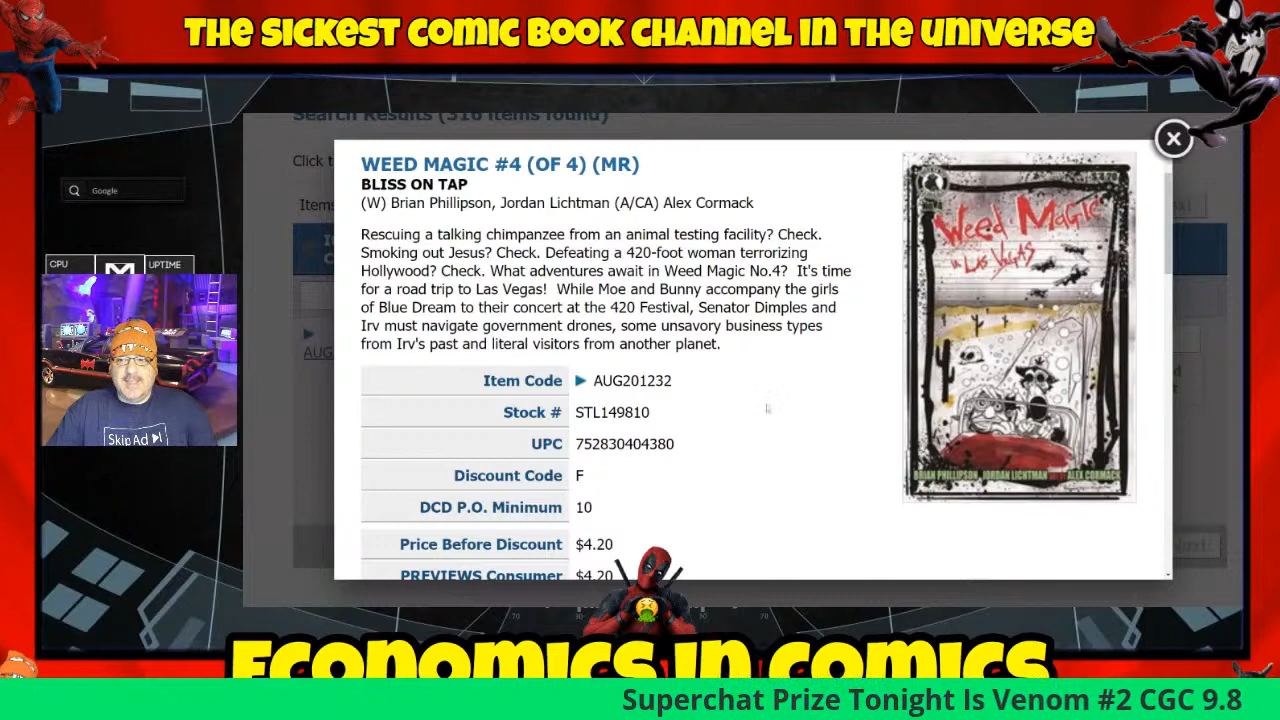 THE SICKEST COMIC BOOK CHANNEL IN THE UNIVERSE
Search Results (316 items found)
Click t
Google
Items
CPU
UPTIME
AUG
Skip Ad
WEED MAGIC #4 (OF 4) (MR)
BLISS ON TAP
(W) Brian Phillipson, Jordan Lichtman (A/CA) Alex Cormack
Rescuing a talking chimpanzee from an animal testing facility? Check.
Smoking out Jesus? Check. Defeating a 420-foot woman terrorizing
Hollywood? Check. What adventures await in Weed Magic No.4?  It's time
for a road trip to Las Vegas!  While Moe and Bunny accompany the girls
of Blue Dream to their concert at the 420 Festival, Senator Dimples and
Irv must navigate government drones, some unsavory business types
from Irv's past and literal visitors from another planet.
Item Code AUG201232
Stock # STL149810
UPC 752830404380
Discount Code F
DCD P.O. Minimum 10
Price Before Discount $4.20
PREVIEWS Consumer $4.20
Weed Magic
in Las Vegas
BRIAN PHILLIPSON, JORDAN LICHTMAN ALEX CORMACK
ECONOMICS IN COMICS
Superchat Prize Tonight Is Venom #2 CGC 9.8